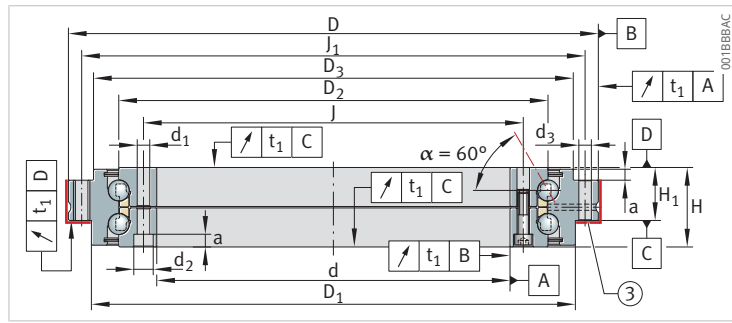 D
B
001BBBAC
J1
D3
t1 A
D2
J
d1
t1 C
α = 60°
d3
D
t1 D
t1 C
a
H1
H
a
C
d2
t1 B
d
A
3
D1